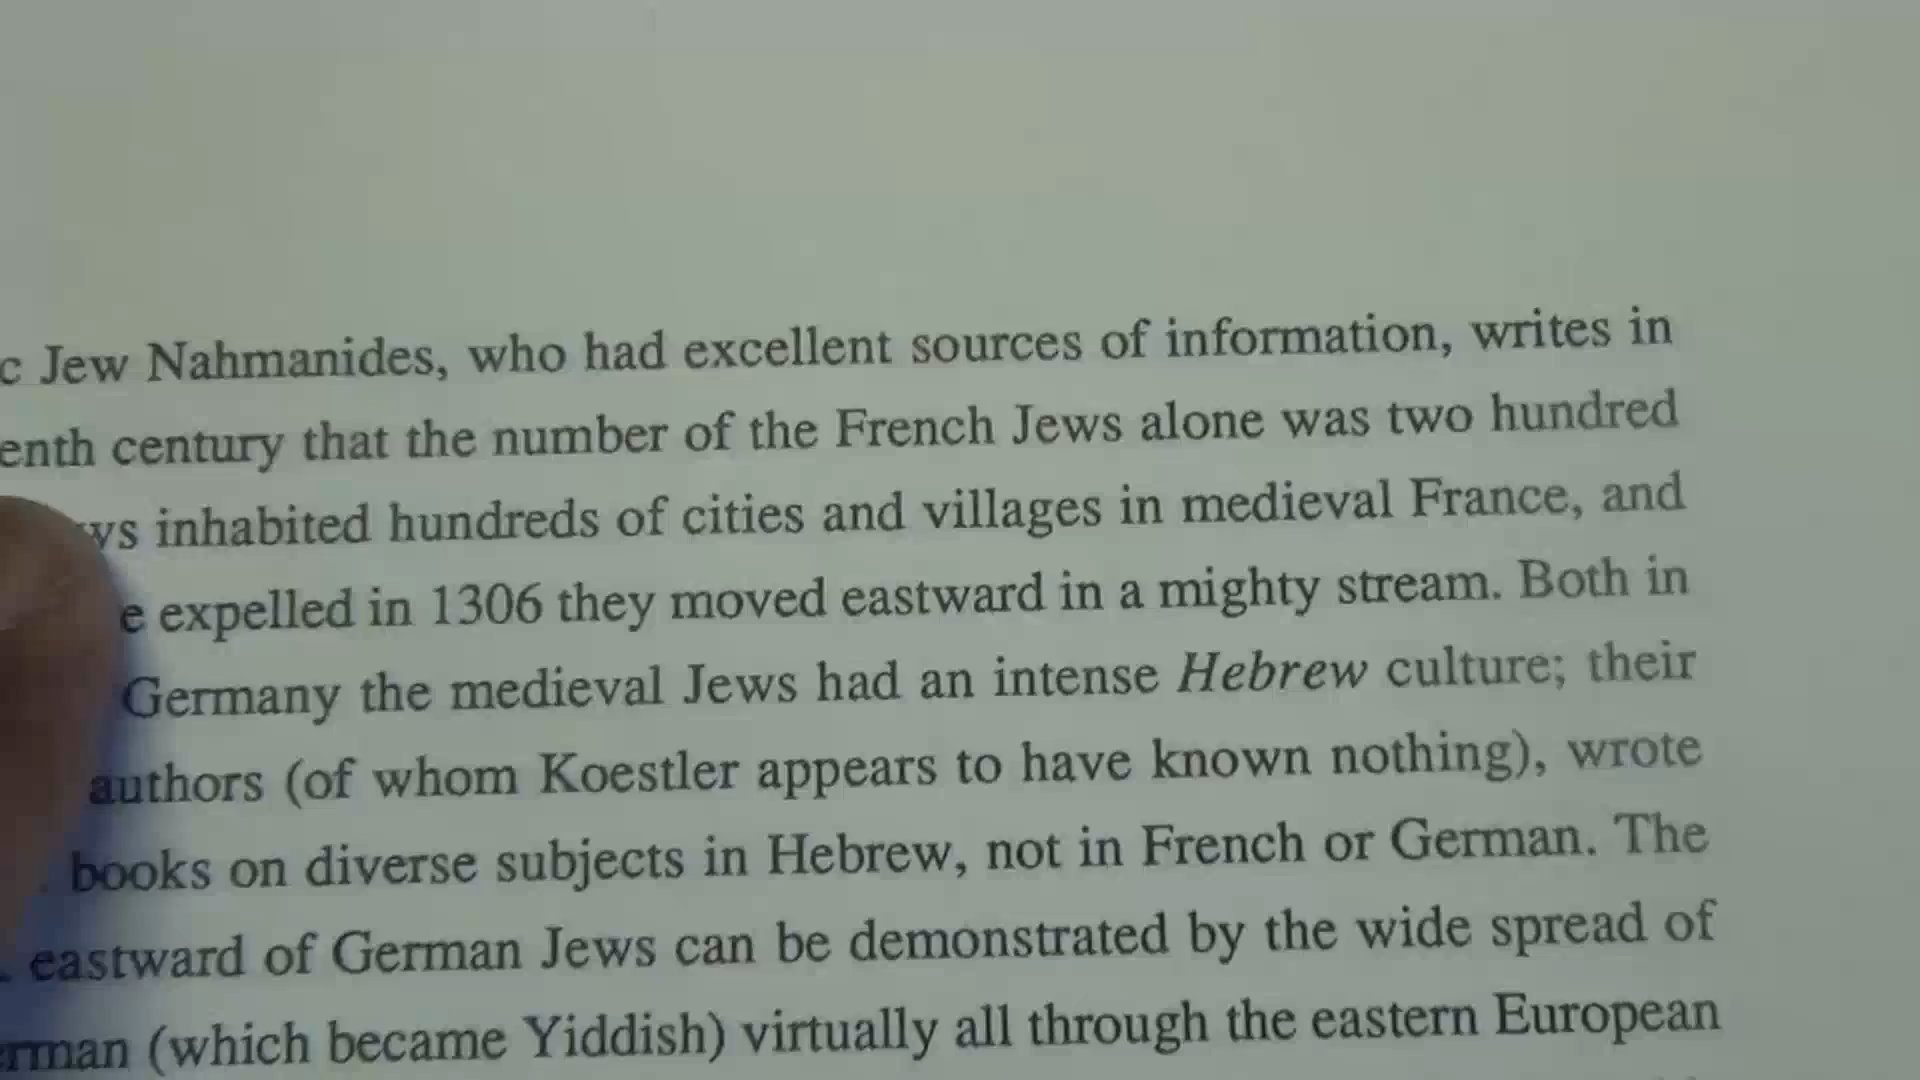 c Jew Nahmanides, who had excellent sources of information, writes in
enth century that the number of the French Jews alone was two hundred
ws inhabited hundreds of cities and villages in medieval France, and
e expelled in 1306 they moved eastward in a mighty stream. Both in
Germany the medieval Jews had an intense Hebrew culture; their
authors (of whom Koestler appears to have known nothing), wrote
books on diverse subjects in Hebrew, not in French or German. The
eastward of German Jews can be demonstrated by the wide spread of
rman (which became Yiddish) virtually all through the eastern European